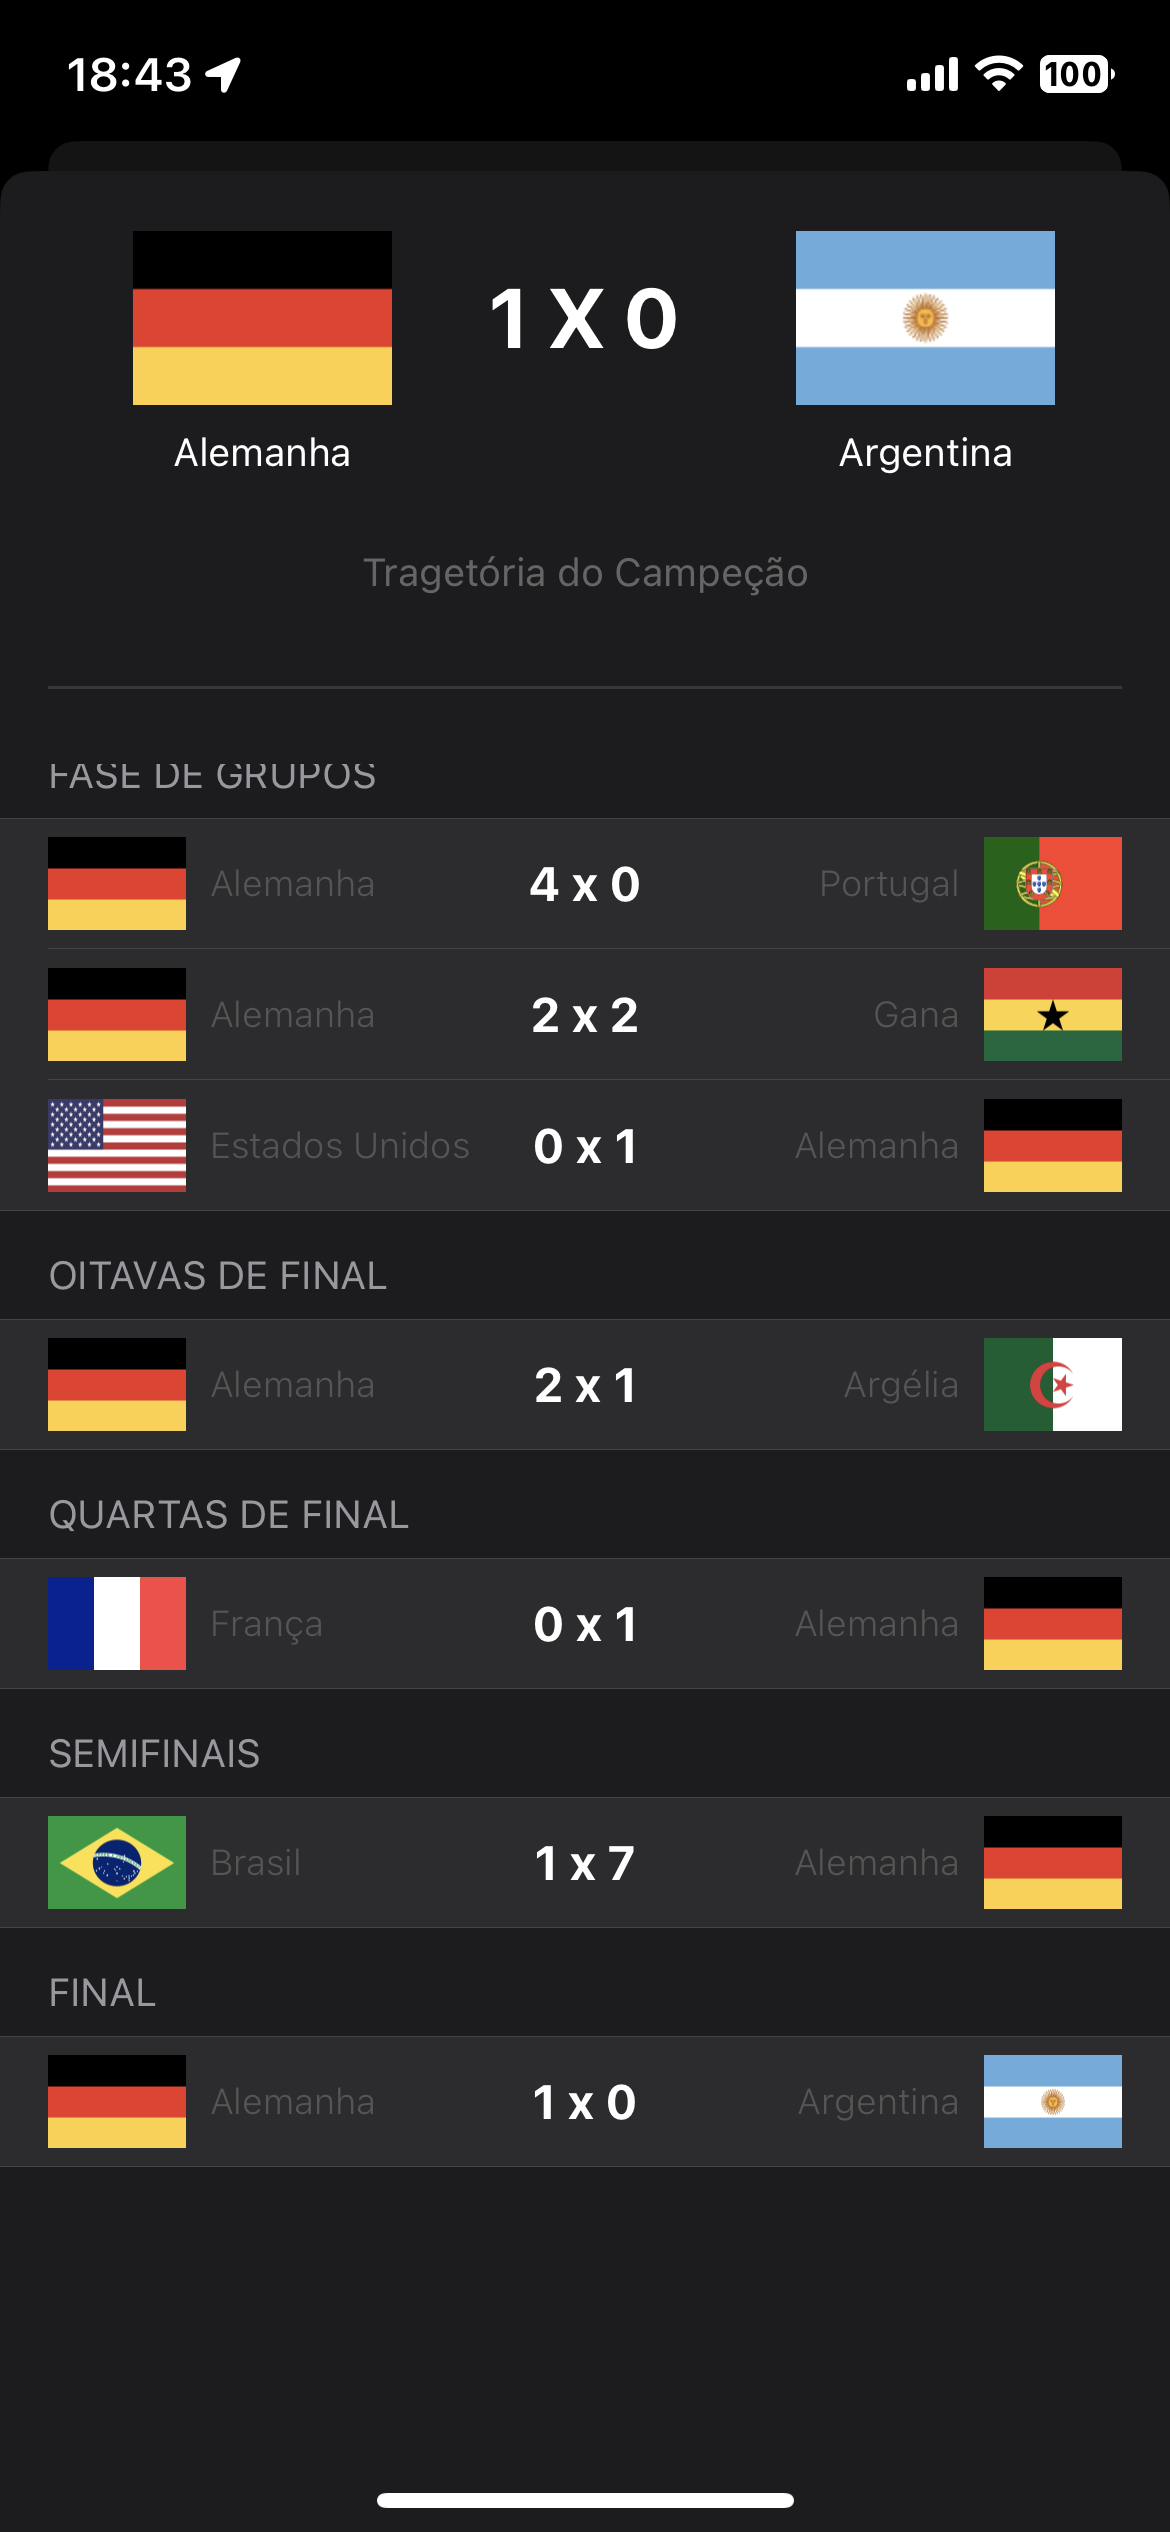 18:43
100
1 X 0
Alemanha
Argentina
Tragetória do Campeção
FASE DE GRUPOS
Alemanha 4 x 0 Portugal
Alemanha 2 x 2 Gana
Estados Unidos 0 x 1 Alemanha
OITAVAS DE FINAL
Alemanha 2 x 1 Argélia
QUARTAS DE FINAL
França 0 x 1 Alemanha
SEMIFINAIS
Brasil 1 x 7 Alemanha
FINAL
Alemanha 1 x 0 Argentina